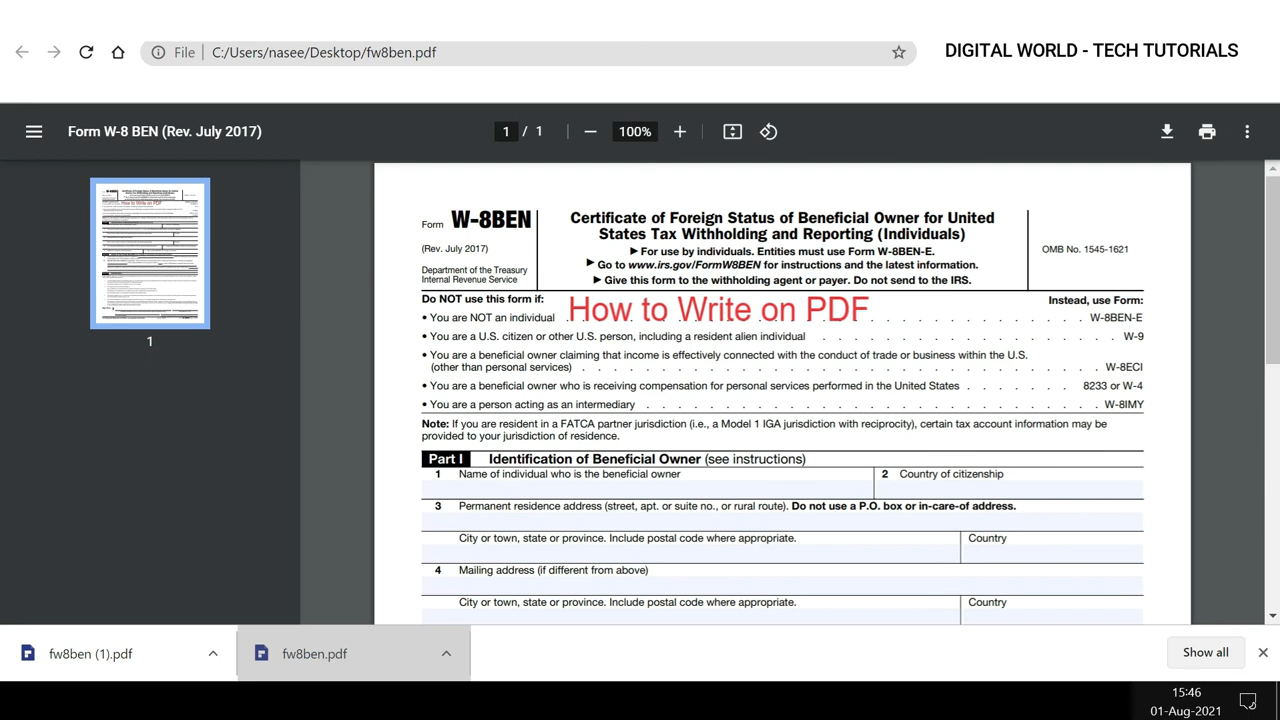 File C:/Users/nasee/Desktop/fw8ben.pdf
DIGITAL WORLD - TECH TUTORIALS
Form W-8 BEN (Rev. July 2017)
1 / 1
100%
1
Form W-8BEN
(Rev. July 2017)
Department of the Treasury
Internal Revenue Service
Certificate of Foreign Status of Beneficial Owner for United
States Tax Withholding and Reporting (Individuals)
▶ For use by individuals. Entities must use Form W-8BEN-E.
▶ Go to www.irs.gov/FormW8BEN for instructions and the latest information.
▶ Give this form to the withholding agent or payer. Do not send to the IRS.
OMB No. 1545-1621
Do NOT use this form if:
Instead, use Form:
How to Write on PDF
• You are NOT an individual . . . . . . . . . . . . . . . . . . W-8BEN-E
• You are a U.S. citizen or other U.S. person, including a resident alien individual . . . . . . . . . . W-9
• You are a beneficial owner claiming that income is effectively connected with the conduct of trade or business within the U.S.
(other than personal services) . . . . . . . . . . . . . . . . . W-8ECI
• You are a beneficial owner who is receiving compensation for personal services performed in the United States . . . . . . 8233 or W-4
• You are a person acting as an intermediary . . . . . . . . . . . . . . . W-8IMY
Note: If you are resident in a FATCA partner jurisdiction (i.e., a Model 1 IGA jurisdiction with reciprocity), certain tax account information may be
provided to your jurisdiction of residence.
Part I Identification of Beneficial Owner (see instructions)
1 Name of individual who is the beneficial owner
2 Country of citizenship
3 Permanent residence address (street, apt. or suite no., or rural route). Do not use a P.O. box or in-care-of address.
City or town, state or province. Include postal code where appropriate.
Country
4 Mailing address (if different from above)
City or town, state or province. Include postal code where appropriate.
Country
fw8ben (1).pdf
fw8ben.pdf
Show all
15:46
01-Aug-2021